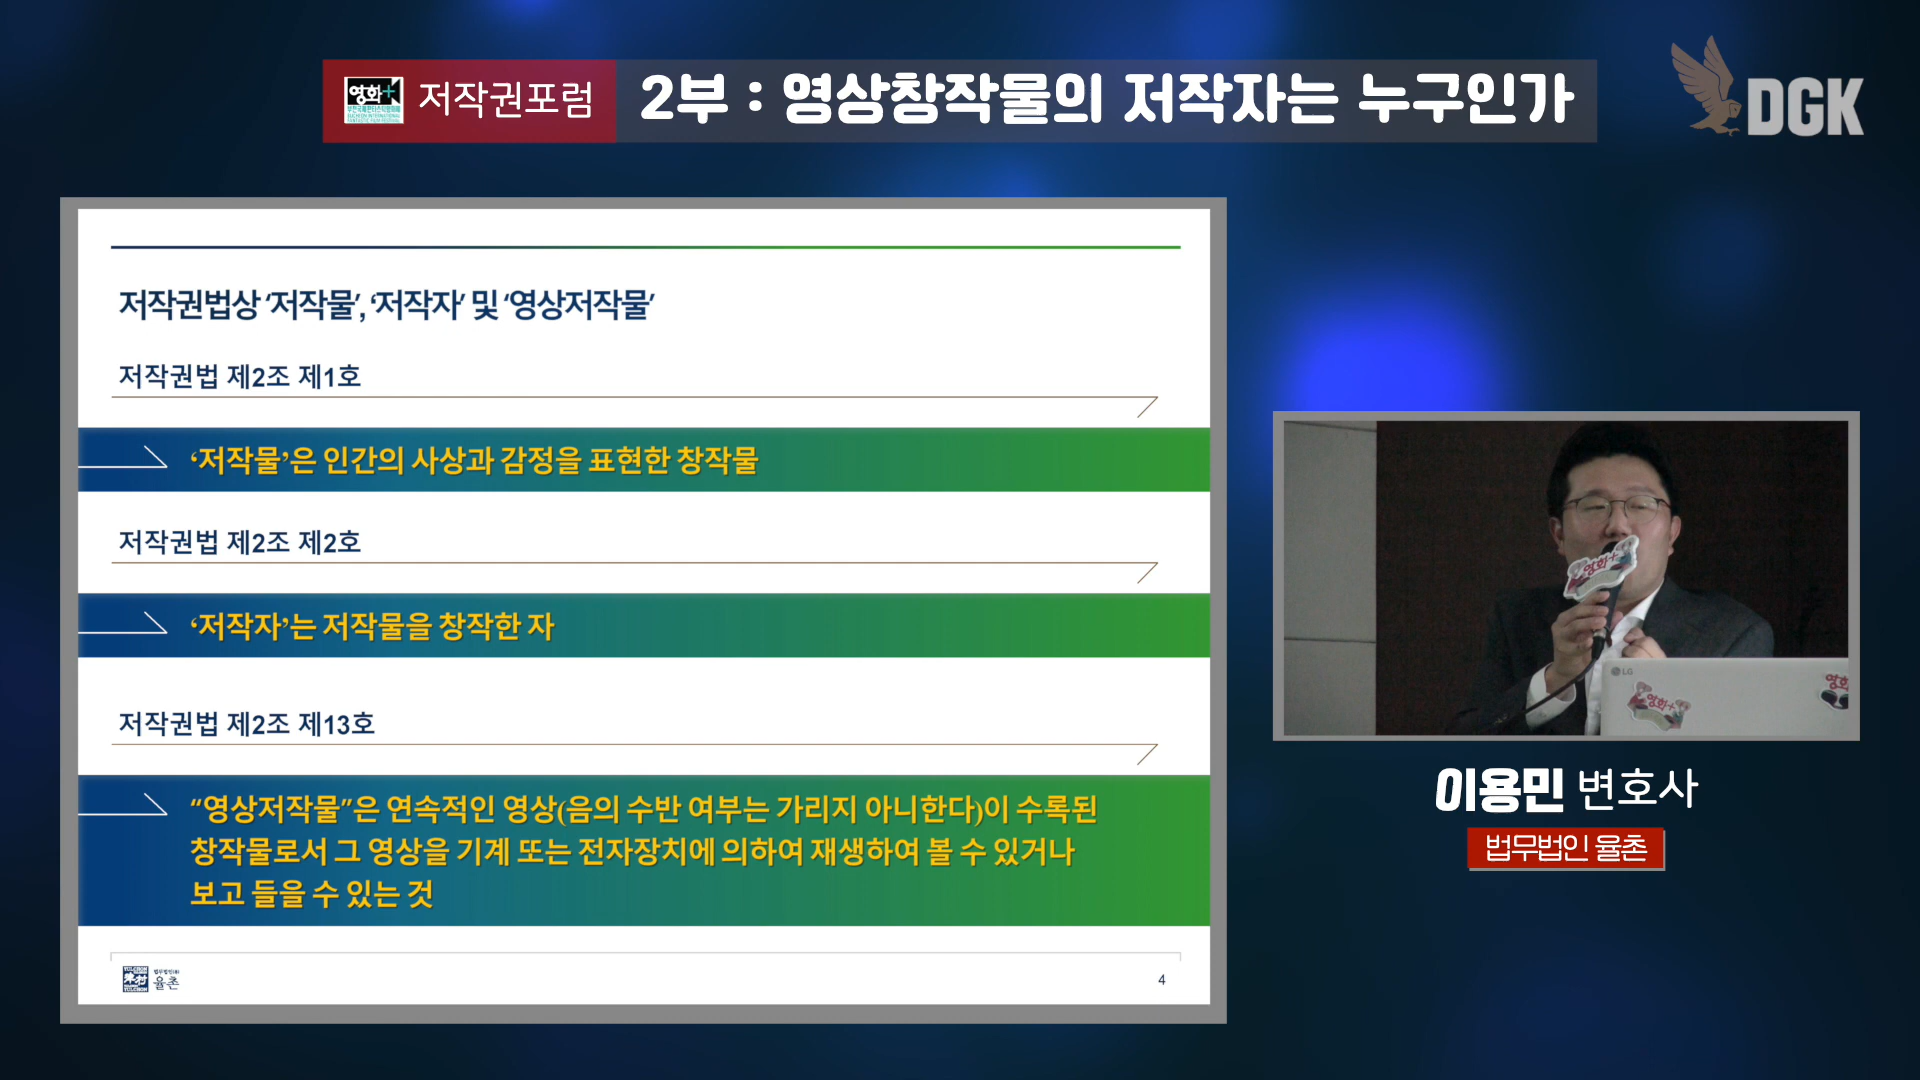 영화+
저작권포럼
2부 : 영상창작물의 저작자는 누구인가
DGK
저작권법상 '저작물', '저작자' 및 '영상저작물'
저작권법 제2조 제1호
‘저작물’은 인간의 사상과 감정을 표현한 창작물
저작권법 제2조 제2호
‘저작자’는 저작물을 창작한 자
저작권법 제2조 제13호
“영상저작물”은 연속적인 영상(음의 수반 여부는 가리지 아니한다)이 수록된
창작물로서 그 영상을 기계 또는 전자장치에 의하여 재생하여 볼 수 있거나
보고 들을 수 있는 것
율촌
4
영화+
LG
영화+
영화
이용민 변호사
법무법인 율촌